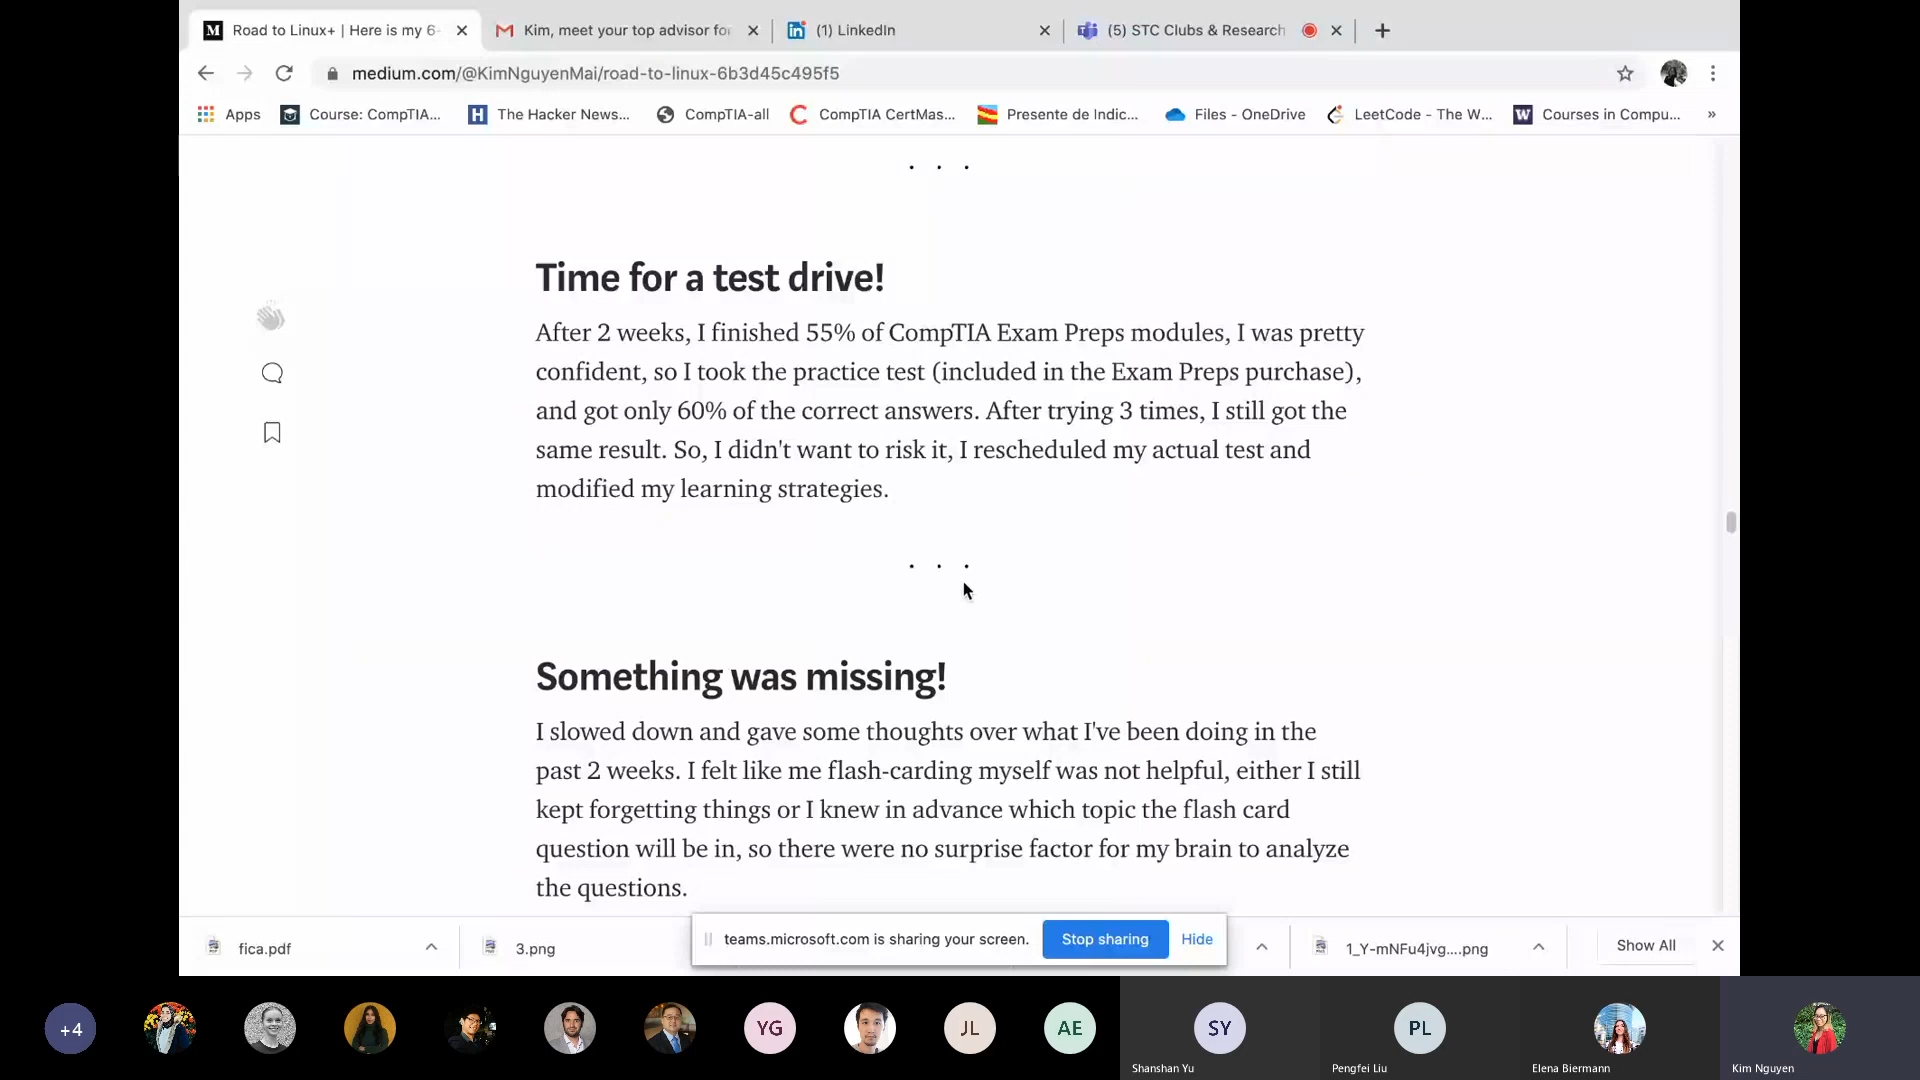 Road to Linux+ | Here is my 6-
Kim, meet your top advisor for
(1) LinkedIn
(5) STC Clubs & Research
medium.com/@KimNguyenMai/road-to-linux-6b3d45c495f5
Apps
Course: CompTIA...
The Hacker News...
CompTIA-all
CompTIA CertMas...
Presente de Indic...
Files - OneDrive
LeetCode - The W...
Courses in Compu...
»
. . .
Time for a test drive!
After 2 weeks, I finished 55% of CompTIA Exam Preps modules, I was pretty
confident, so I took the practice test (included in the Exam Preps purchase),
and got only 60% of the correct answers. After trying 3 times, I still got the
same result. So, I didn't want to risk it, I rescheduled my actual test and
modified my learning strategies.
. . .
Something was missing!
I slowed down and gave some thoughts over what I've been doing in the
past 2 weeks. I felt like me flash-carding myself was not helpful, either I still
kept forgetting things or I knew in advance which topic the flash card
question will be in, so there were no surprise factor for my brain to analyze
the questions.
fica.pdf
3.png
teams.microsoft.com is sharing your screen.
Stop sharing
Hide
1_Y-mNFu4jvg....png
Show All
+4
YG
JL
AE
SY
Shanshan Yu
PL
Pengfei Liu
Elena Biermann
Kim Nguyen